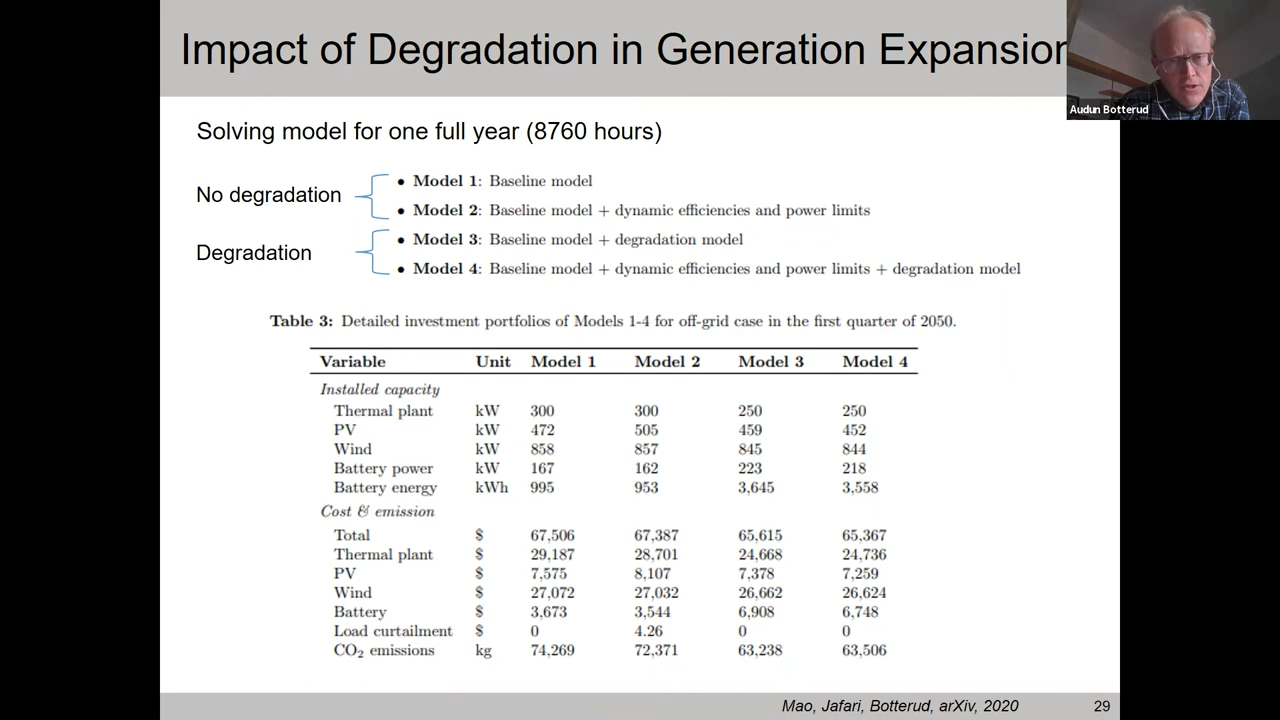 Impact of Degradation in Generation Expansion
Audun Botterud
Solving model for one full year (8760 hours)
No degradation
• Model 1: Baseline model
• Model 2: Baseline model + dynamic efficiencies and power limits
Degradation
• Model 3: Baseline model + degradation model
• Model 4: Baseline model + dynamic efficiencies and power limits + degradation model
Table 3: Detailed investment portfolios of Models 1-4 for off-grid case in the first quarter of 2050.
Variable Unit Model 1 Model 2 Model 3 Model 4
Installed capacity
Thermal plant kW 300 300 250 250
PV kW 472 505 459 452
Wind kW 858 857 845 844
Battery power kW 167 162 223 218
Battery energy kWh 995 953 3,645 3,558
Cost & emission
Total $ 67,506 67,387 65,615 65,367
Thermal plant $ 29,187 28,701 24,668 24,736
PV $ 7,575 8,107 7,378 7,259
Wind $ 27,072 27,032 26,662 26,624
Battery $ 3,673 3,544 6,908 6,748
Load curtailment $ 0 4.26 0 0
CO₂ emissions kg 74,269 72,371 63,238 63,506
Mao, Jafari, Botterud, arXiv, 2020
29